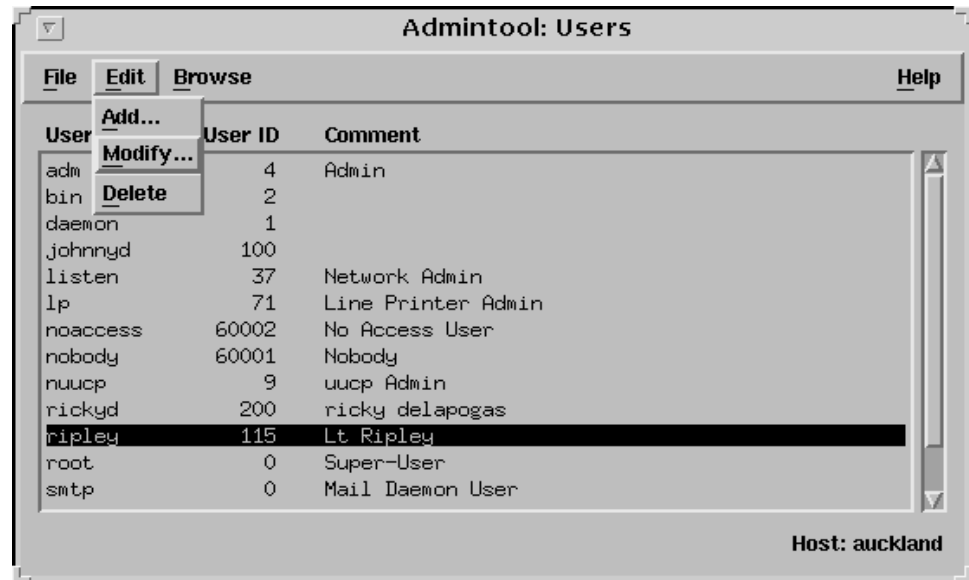 Admintool: Users
File Edit Browse Help
Add...
User User ID Comment
Modify...
adm 4 Admin
Delete
bin 2
daemon 1
johnnyd 100
listen 37 Network Admin
lp 71 Line Printer Admin
noaccess 60002 No Access User
nobody 60001 Nobody
nuucp 9 uucp Admin
rickyd 200 ricky delapogas
ripley 115 Lt Ripley
root 0 Super-User
smtp 0 Mail Daemon User
Host: auckland